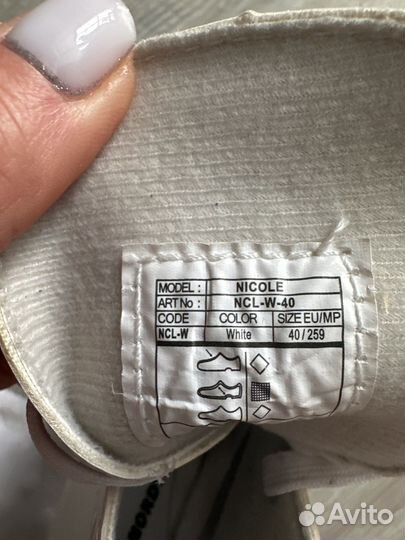 MODEL : NICOLE
ART No : NCL-W-40
CODE COLOR SIZE EU/MP
NCL-W White 40 / 259
Avito